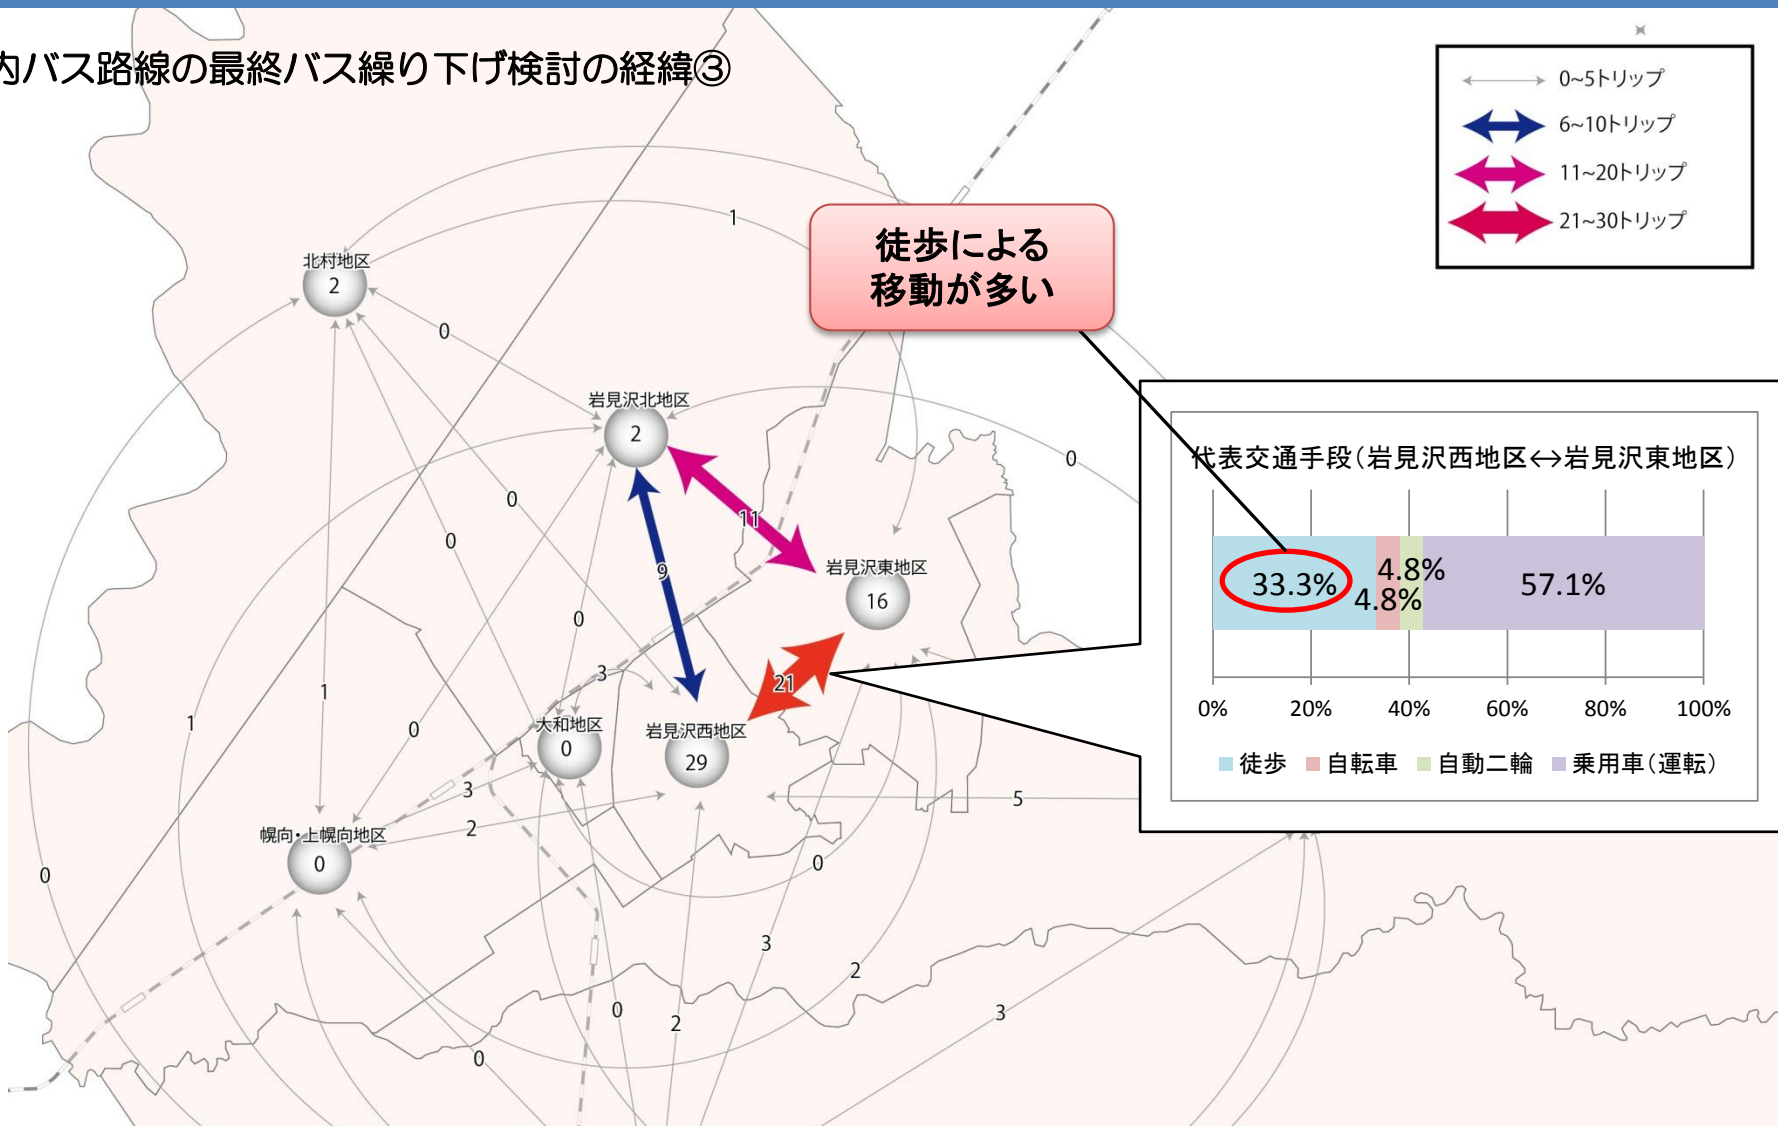 内バス路線の最終バス繰り下げ検討の経緯③
0~5トリップ
6~10トリップ
11~20トリップ
21~30トリップ
徒歩による
移動が多い
1
北村地区
2
0
岩見沢北地区
2
0
0
0
11
9
岩見沢東地区
16
0
3
21
1
1
0
大和地区
0
岩見沢西地区
29
3
2
5
幌向・上幌向地区
0
0
0
3
2
0
2
3
0
代表交通手段(岩見沢西地区↔岩見沢東地区)
33.3%
4.8%
4.8%
57.1%
0% 20% 40% 60% 80% 100%
徒歩 自転車 自動二輪 乗用車(運転)